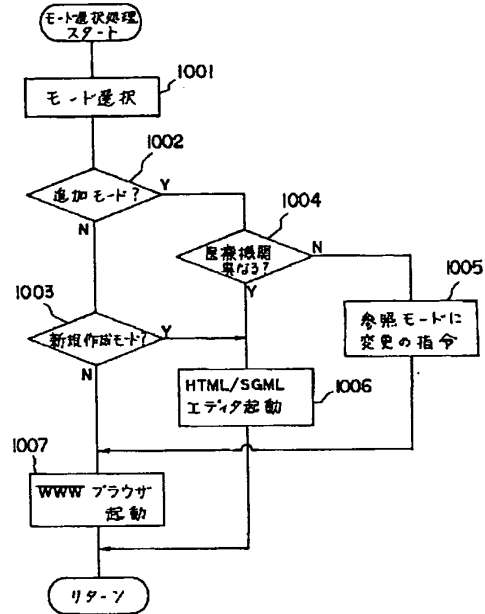 モード選択処理
スタート
1001
モード選択
1002
追加モード?
Y
N
1004
医療機関
異なる?
N
Y
1005
参照モードに
変更の指令
1003
新規作成モード?
Y
N
HTML/SGML
エディタ起動
1006
1007
WWW ブラウザ
起動
リターン